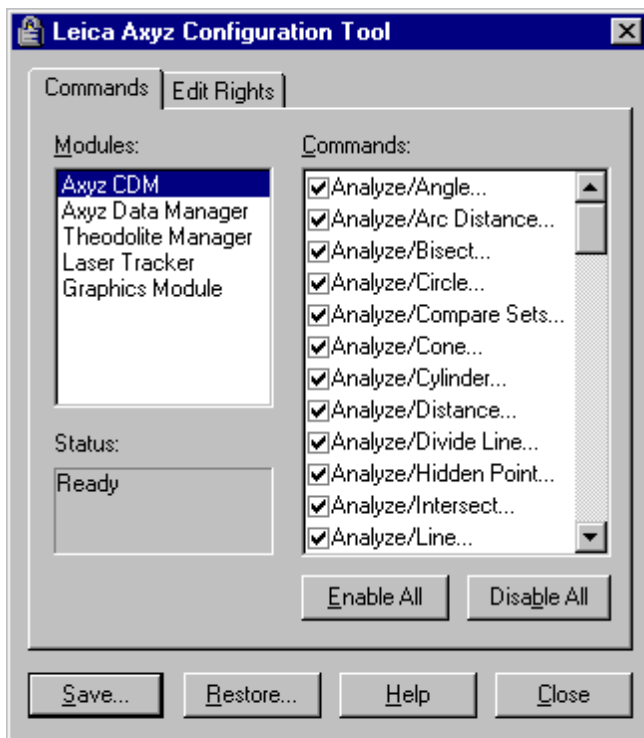 Leica Axyz Configuration Tool
Commands
Edit Rights
Modules:
Axyz CDM
Axyz Data Manager
Theodolite Manager
Laser Tracker
Graphics Module
Status:
Ready
Commands:
Analyze/Angle...
Analyze/Arc Distance...
Analyze/Bisect...
Analyze/Circle...
Analyze/Compare Sets...
Analyze/Cone...
Analyze/Cylinder...
Analyze/Distance...
Analyze/Divide Line...
Analyze/Hidden Point...
Analyze/Intersect...
Analyze/Line...
Enable All
Disable All
Save...
Restore...
Help
Close